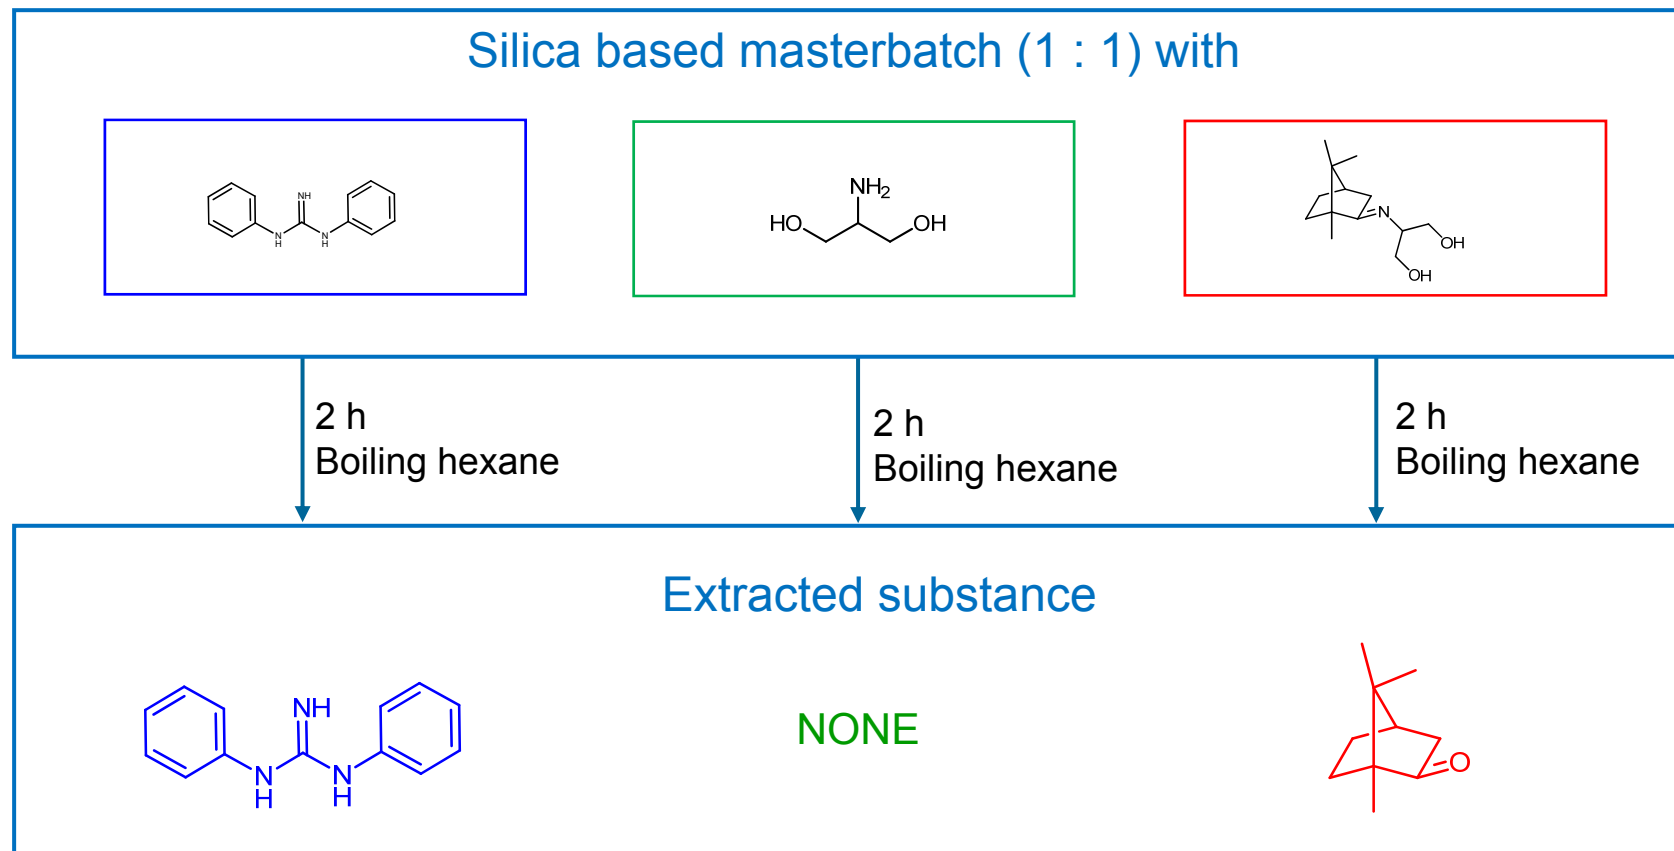 Silica based masterbatch (1 : 1) with
NH
N
H
N
H
NH2
HO
OH
N
OH
OH
2 h
Boiling hexane
2 h
Boiling hexane
2 h
Boiling hexane
Extracted substance
NH
N
H
N
H
NONE
O